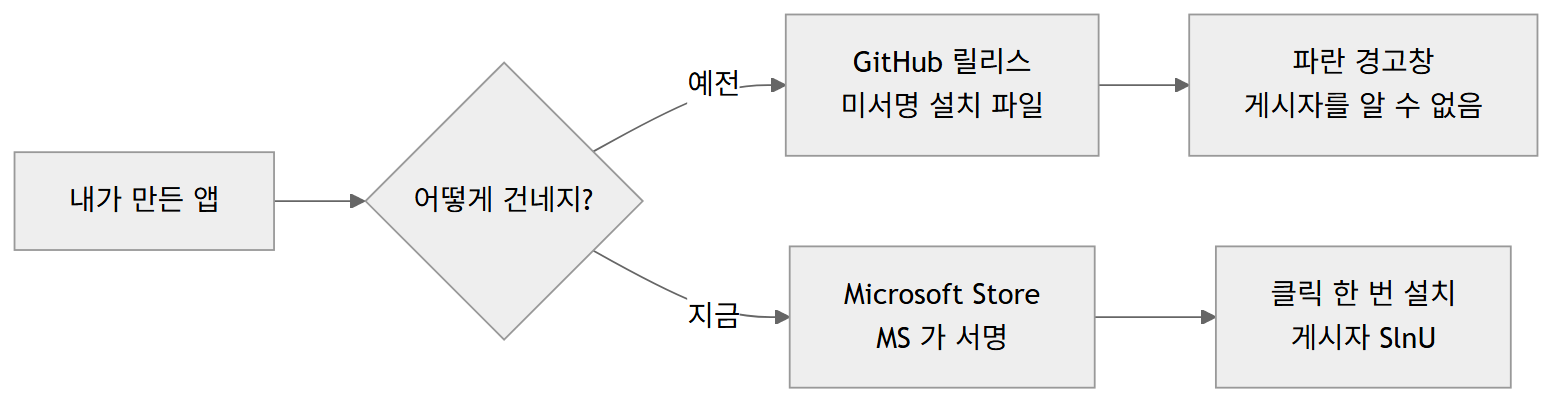 내가 만든 앱
어떻게 건네지?
예전
GitHub 릴리스
미서명 설치 파일
파란 경고창
게시자를 알 수 없음
지금
Microsoft Store
MS 가 서명
클릭 한 번 설치
게시자 SlnU